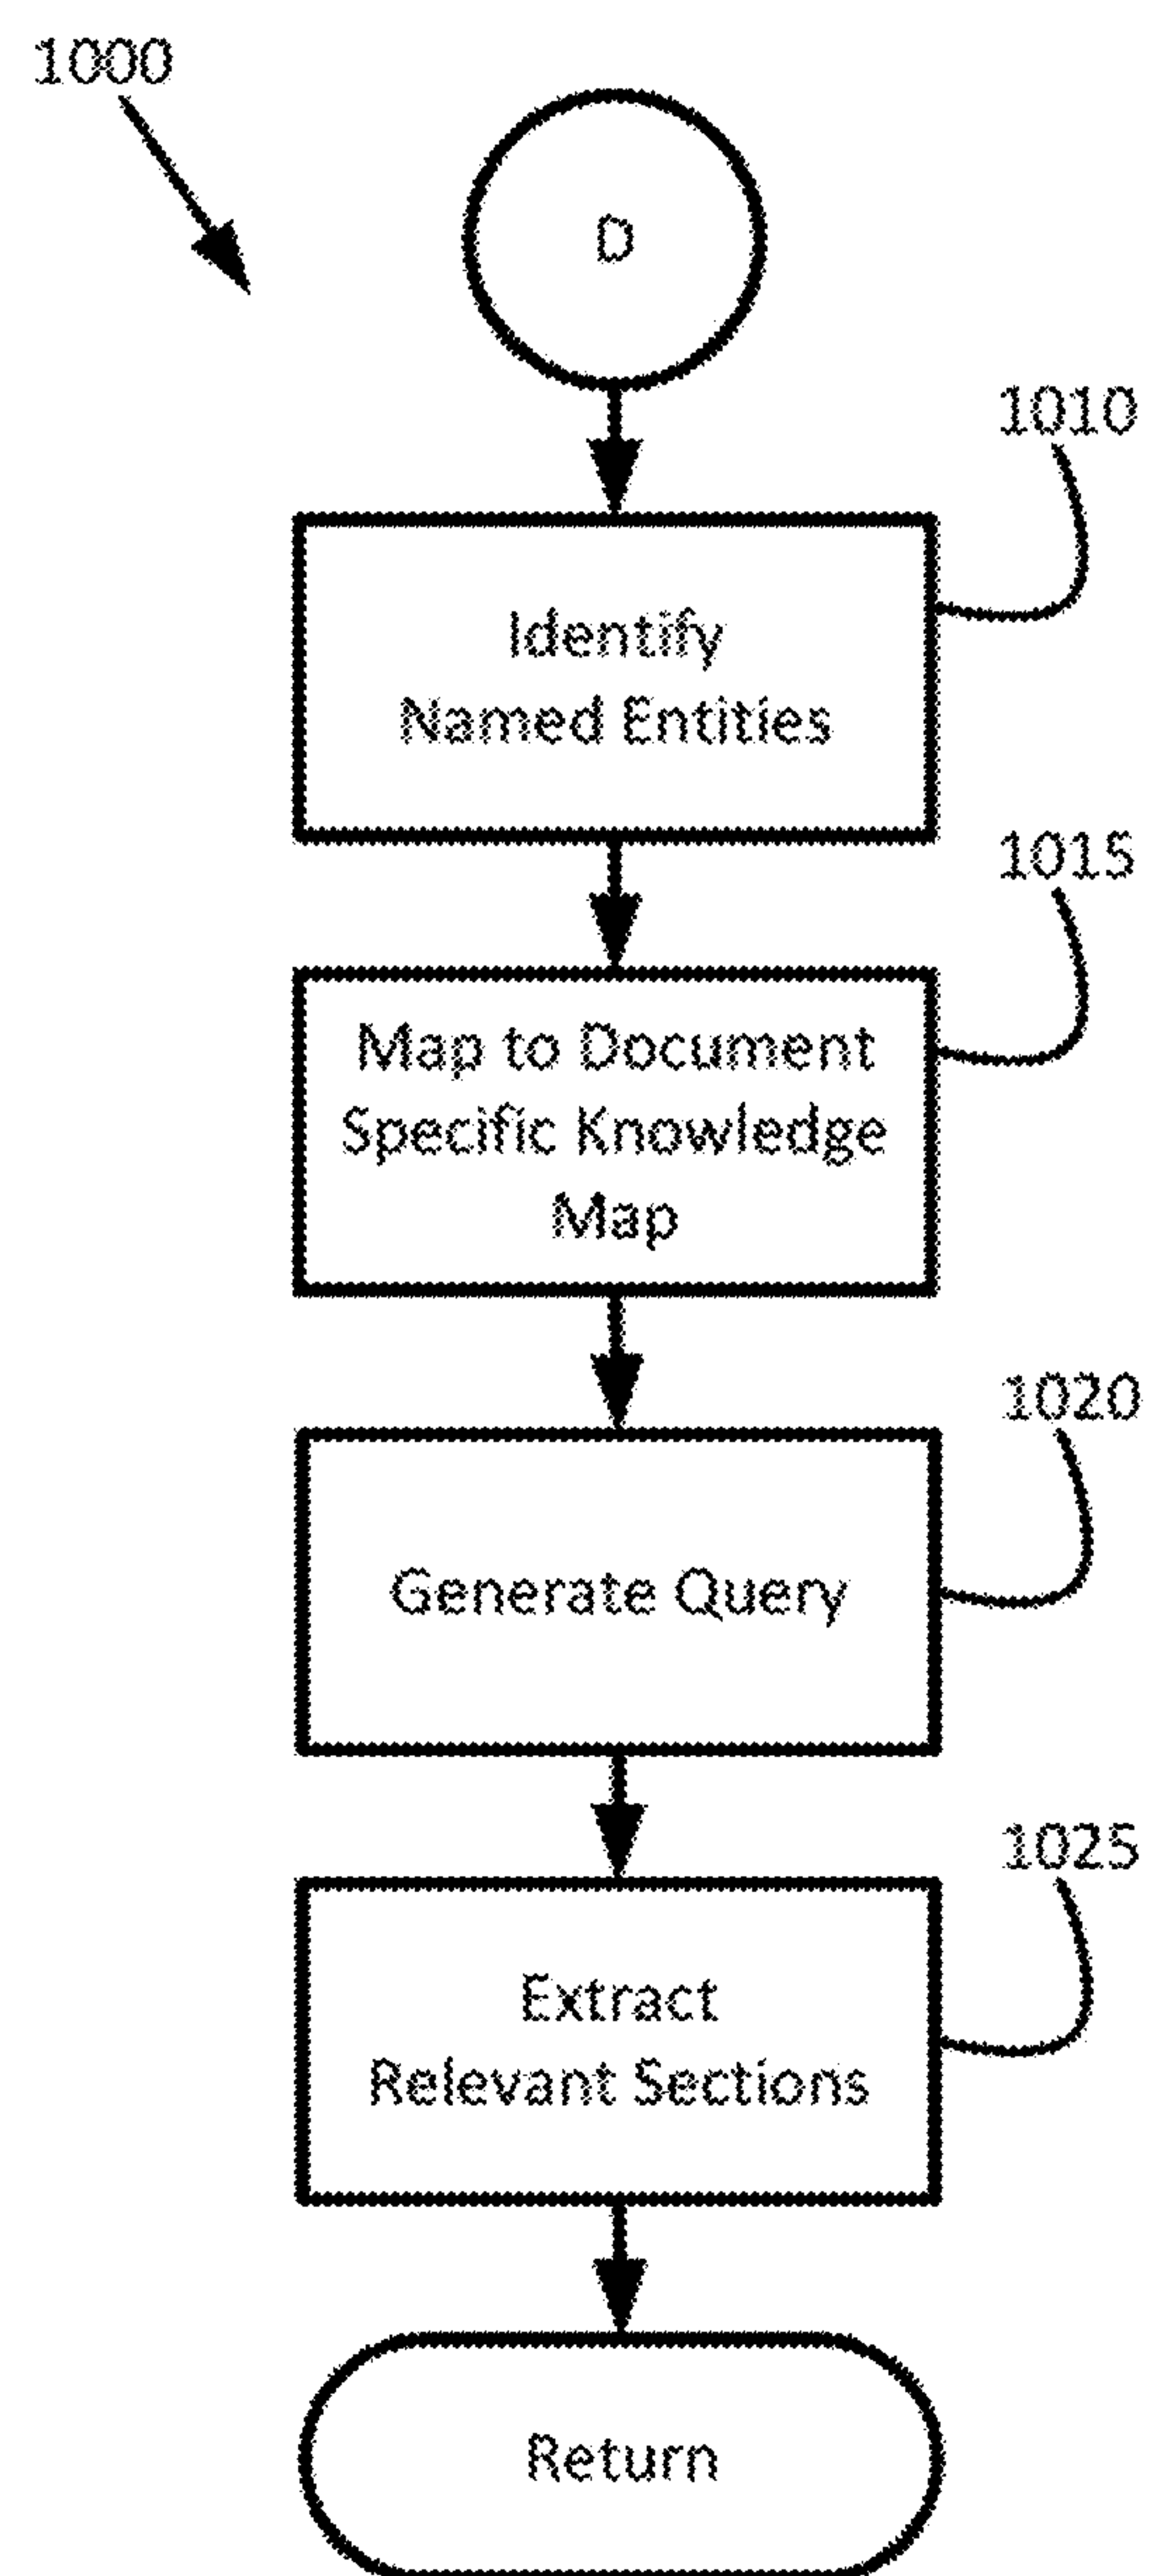 1000
D
1010
Identify
Named Entities
1015
Map to Document
Specific Knowledge
Map
1020
Generate Query
1025
Extract
Relevant Sections
Return